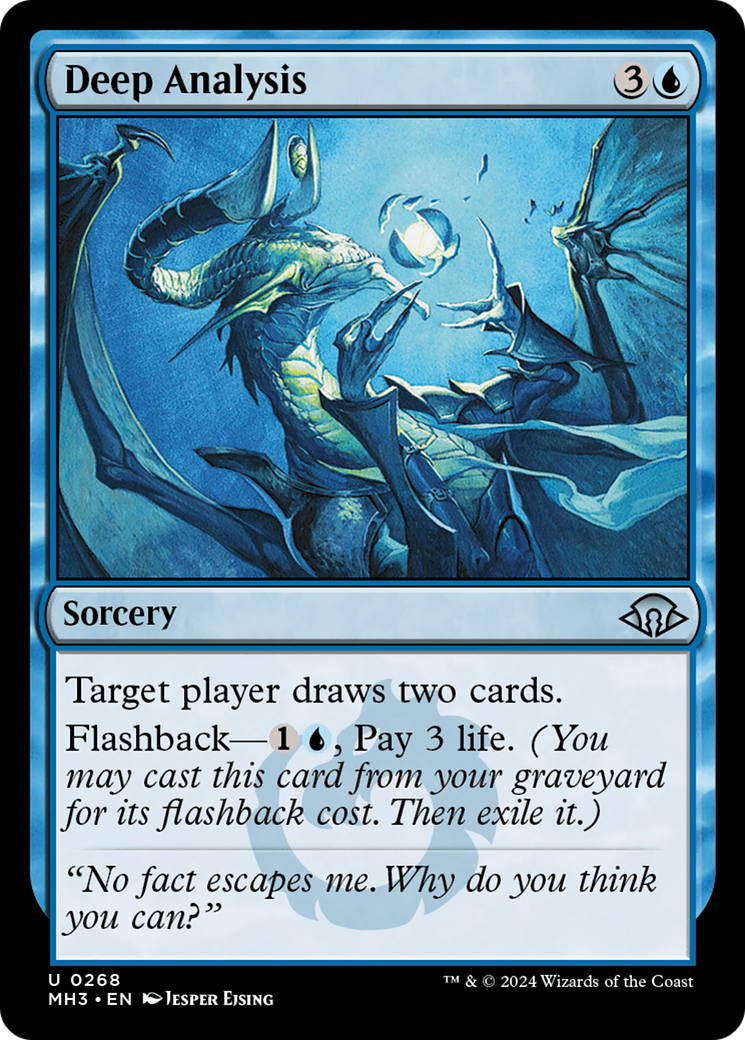 Deep Analysis 3
Sorcery
Target player draws two cards.
Flashback—1, Pay 3 life. (You
may cast this card from your graveyard
for its flashback cost. Then exile it.)
“No fact escapes me. Why do you think
you can?”
U 0268
MH3 • EN Jesper Ejsing
™ & © 2024 Wizards of the Coast